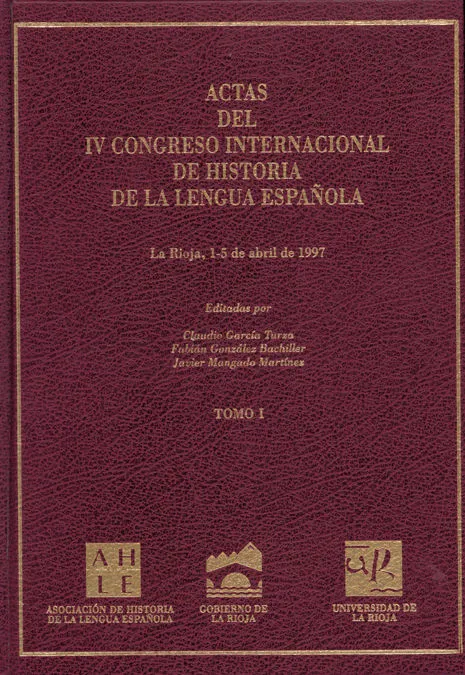 ACTAS
DEL
IV CONGRESO INTERNACIONAL
DE HISTORIA
DE LA LENGUA ESPAÑOLA
La Rioja, 1-5 de abril de 1997
Editadas por
Claudio García Turza
Fabián González Bachiller
Javier Mangado Martínez
TOMO I
A H
L E
ASOCIACIÓN DE HISTORIA
DE LA LENGUA ESPAÑOLA
GOBIERNO DE
LA RIOJA
UR
UNIVERSIDAD DE
LA RIOJA